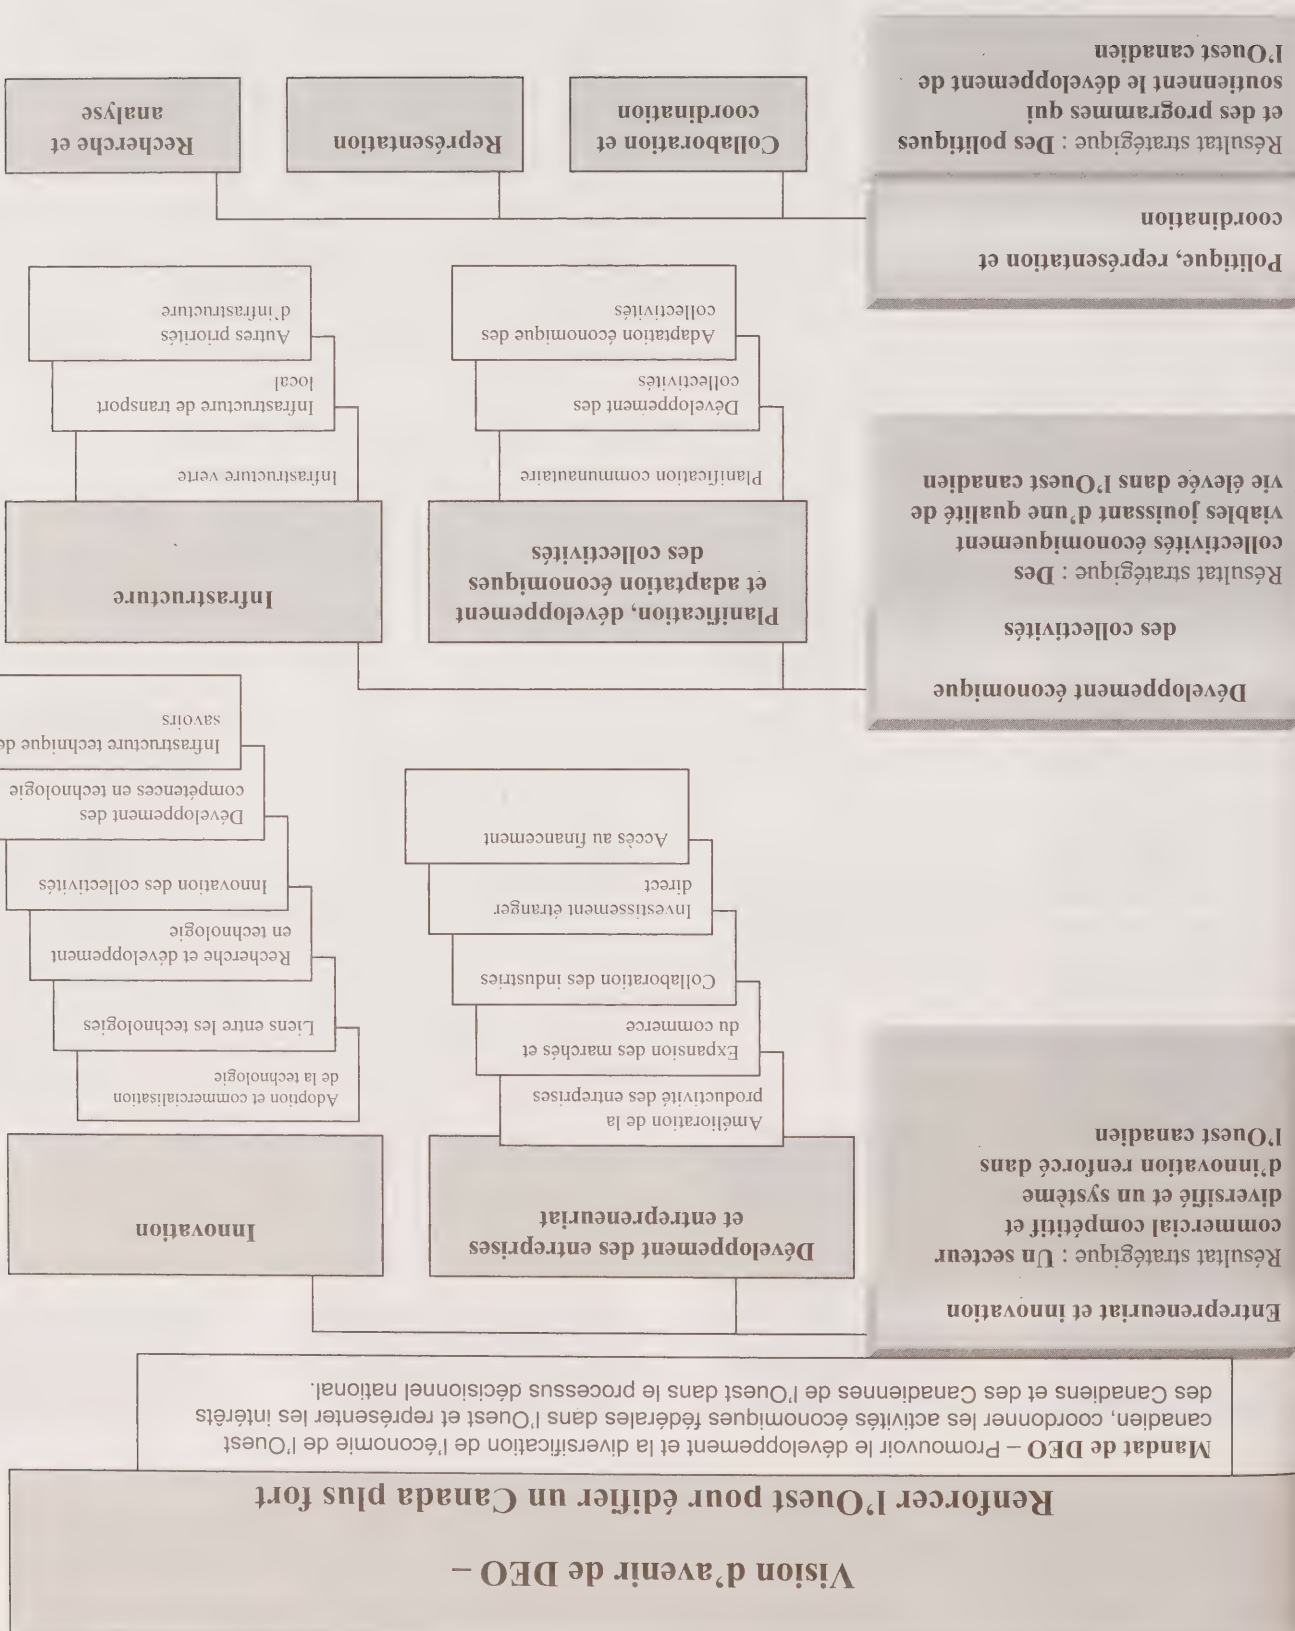 Vision d'avenir de DEO –
Renforcer l'Ouest pour édifier un Canada plus fort
Mandat de DEO – Promouvoir le développement et la diversification de l'économie de l'Ouest
canadien, coordonner les activités économiques fédérales dans l'Ouest et représenter les intérêts
des Canadiens et des Canadiennes de l'Ouest dans le processus décisionnel national.
Entrepreneuriat et innovation
Résultat stratégique : Un secteur
commercial compétitif et
diversifié et un système
d'innovation renforcé dans
l'Ouest canadien
Développement des entreprises
et entrepreneuriat
Amélioration de la
productivité des entreprises
Expansion des marchés et
du commerce
Collaboration des industries
Investissement étranger
direct
Accès au financement
Innovation
Adoption et commercialisation
de la technologie
Liens entre les technologies
Recherche et développement
en technologie
Innovation des collectivités
Développement des
compétences en technologie
Infrastructure technique de
savoirs
Développement économique
des collectivités
Résultat stratégique : Des
collectivités économiquement
viables jouissant d'une qualité de
vie élevée dans l'Ouest canadien
Planification, développement
et adaptation économiques
des collectivités
Planification communautaire
Développement des
collectivités
Adaptation économique des
collectivités
Infrastructure
Infrastructure verte
Infrastructure de transport
local
Autres priorités
d'infrastructure
Politique, représentation et
coordination
Résultat stratégique : Des politiques
et des programmes qui
soutiennent le développement de
l'Ouest canadien
Collaboration et
coordination
Représentation
Recherche et
analyse